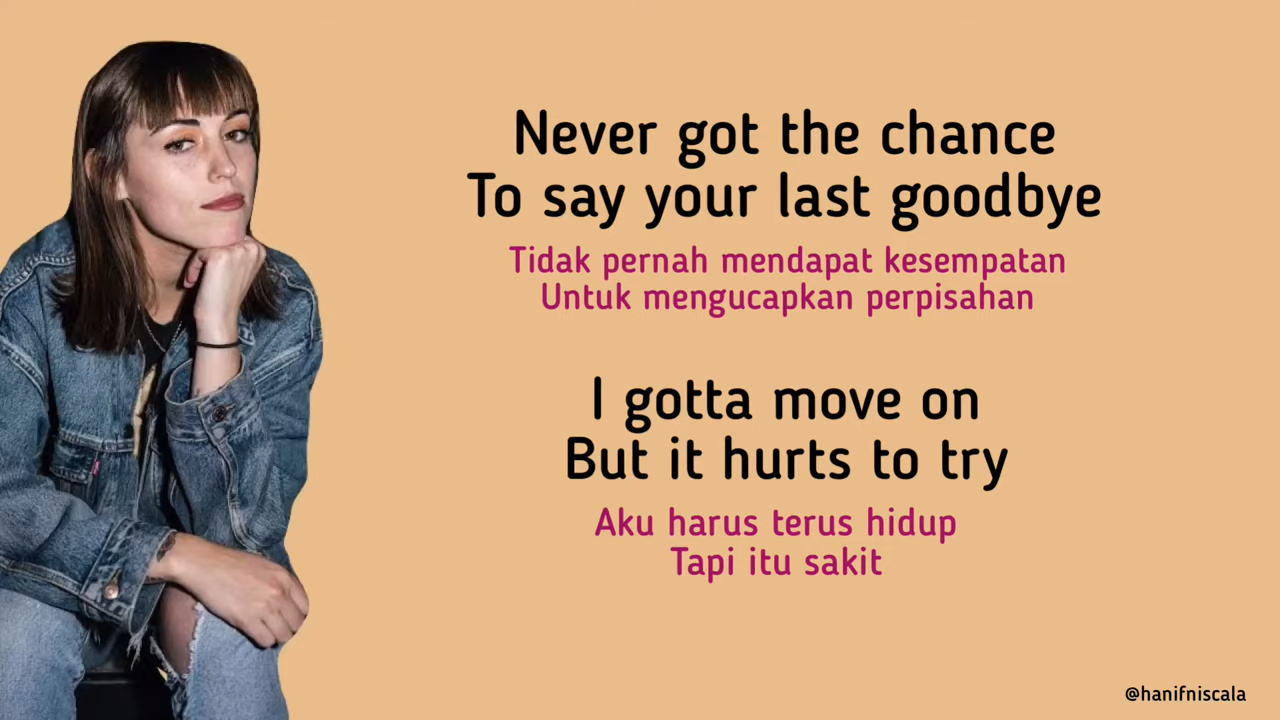 Never got the chance
To say your last goodbye
Tidak pernah mendapat kesempatan
Untuk mengucapkan perpisahan
I gotta move on
But it hurts to try
Aku harus terus hidup
Tapi itu sakit
@hanifniscala